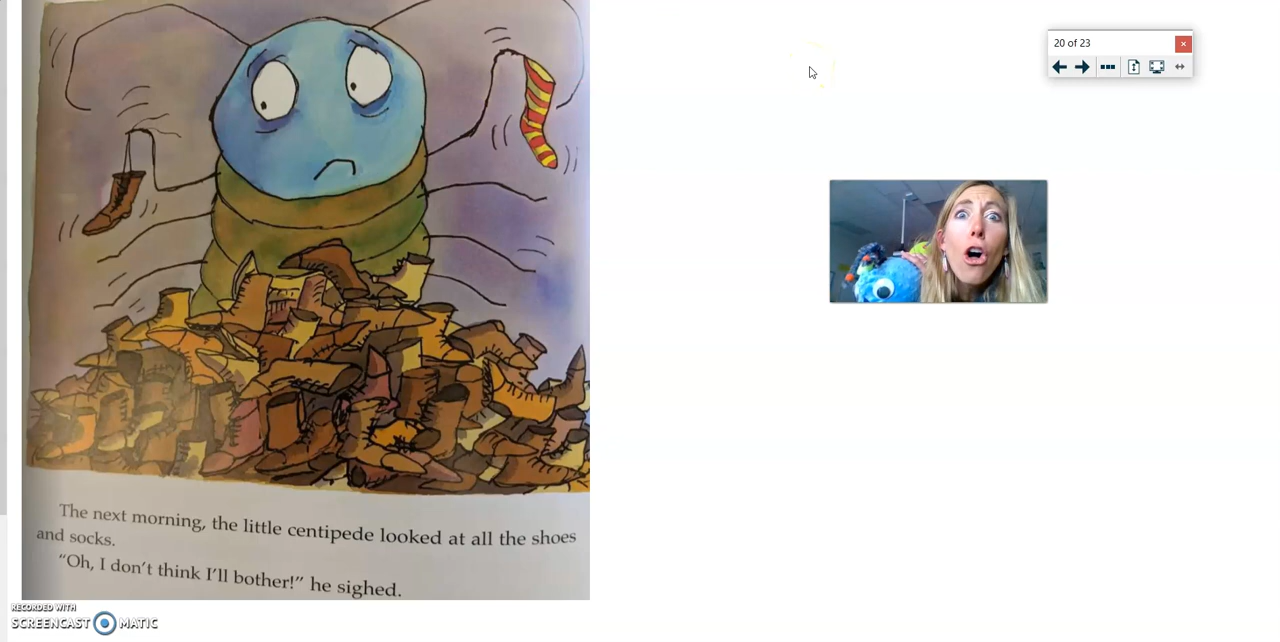 20 of 23
The next morning, the little centipede looked at all the shoes
and socks.
"Oh, I don't think I'll bother!" he sighed.
RECORDED WITH
SCREENCAST MATIC